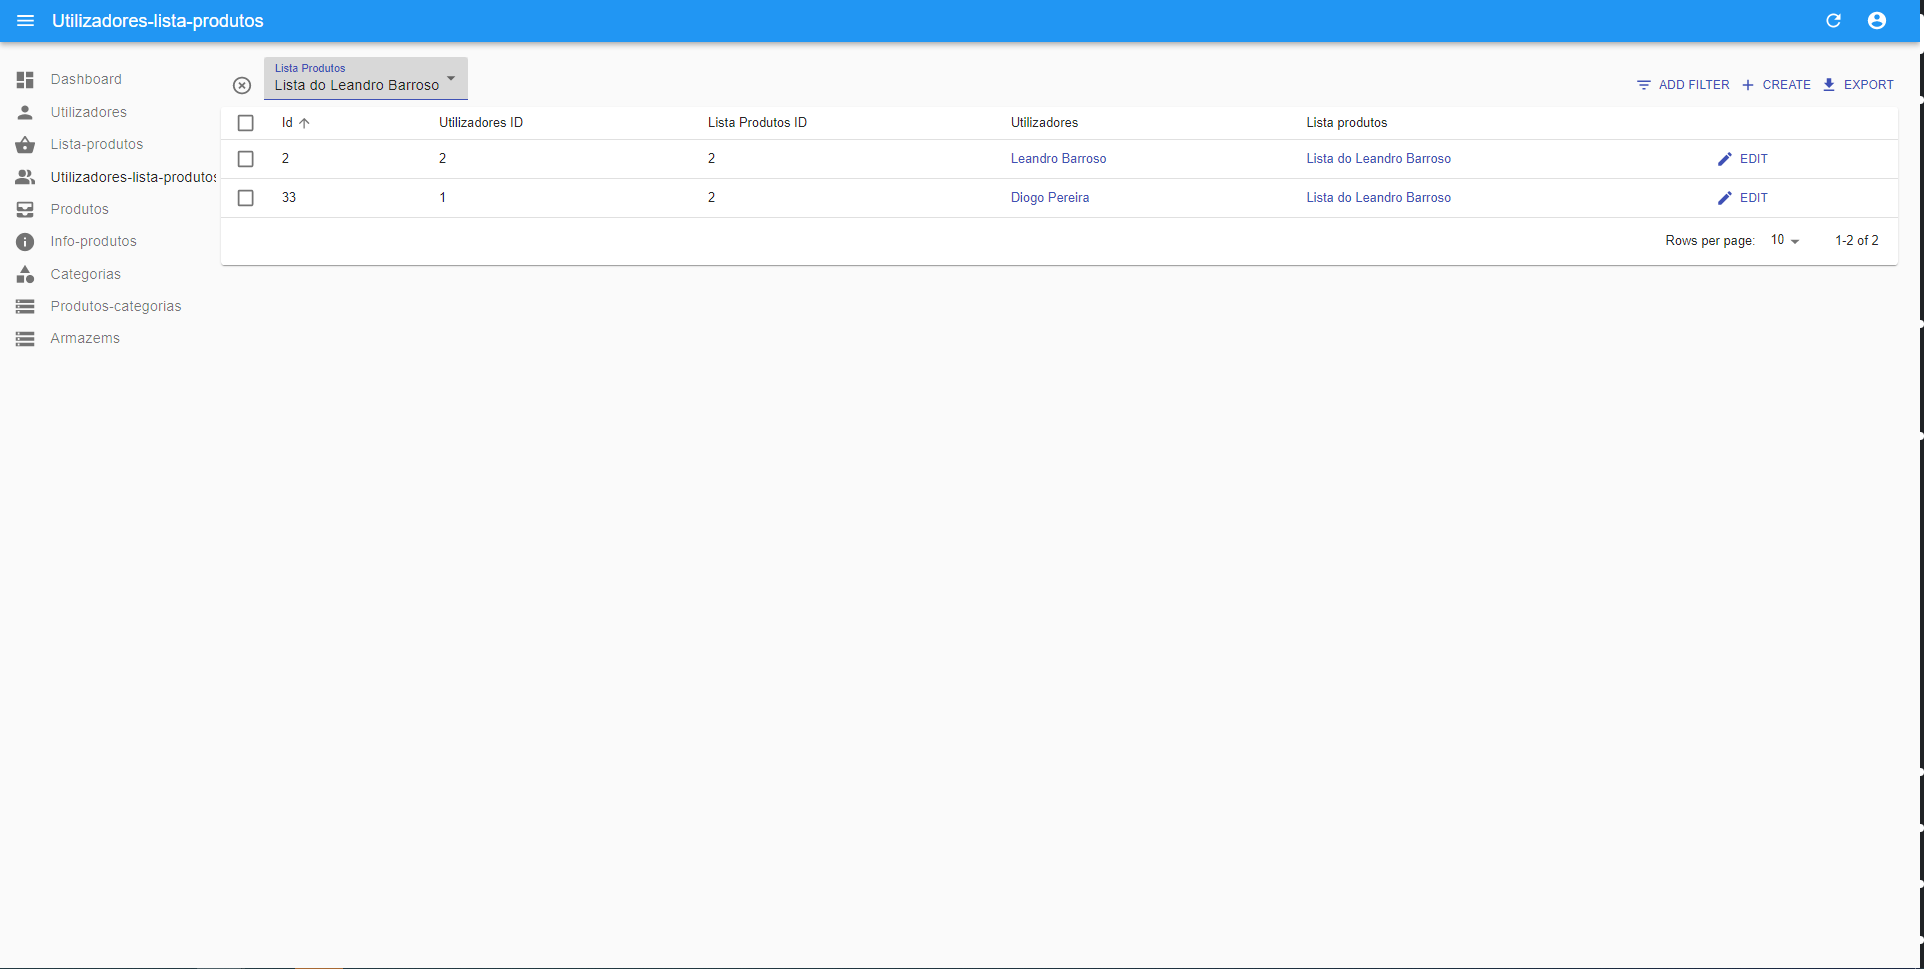 Utilizadores-lista-produtos
Dashboard
Utilizadores
Lista-produtos
Utilizadores-lista-produtos
Produtos
Info-produtos
Categorias
Produtos-categorias
Armazems
Lista Produtos
Lista do Leandro Barroso
ADD FILTER CREATE EXPORT
Id Utilizadores ID Lista Produtos ID Utilizadores Lista produtos
2 2 2 Leandro Barroso Lista do Leandro Barroso EDIT
33 1 2 Diogo Pereira Lista do Leandro Barroso EDIT
Rows per page: 10 1-2 of 2